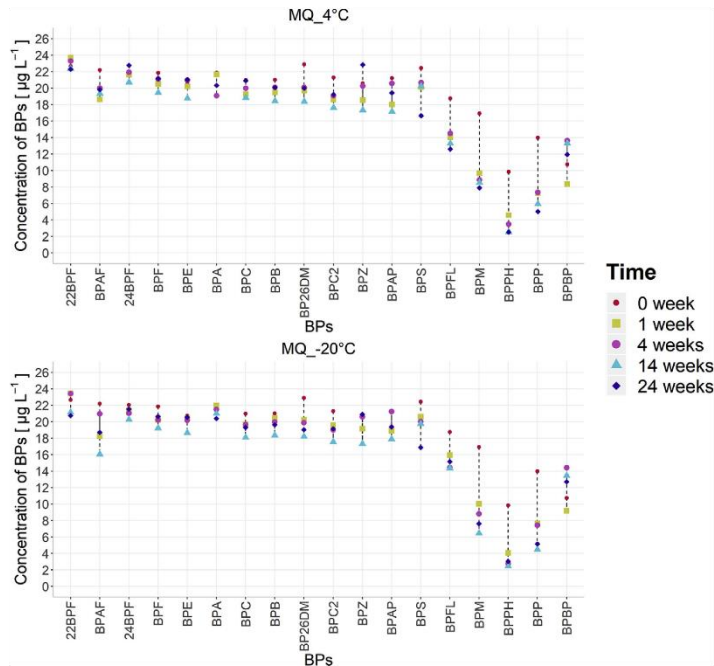 MQ_4°C
Concentration of BPs [ µg L⁻¹ ]
26
24
22
20
18
16
14
12
10
8
6
4
2
0
22BPF
BPAF
24BPF
BPF
BPE
BPA
BPC
BPB
BP26DM
BPC2
BPZ
BPAP
BPS
BPFL
BPM
BPPH
BPP
BPBP
BPs
MQ_-20°C
Concentration of BPs [ µg L⁻¹ ]
26
24
22
20
18
16
14
12
10
8
6
4
2
0
22BPF
BPAF
24BPF
BPF
BPE
BPA
BPC
BPB
BP26DM
BPC2
BPZ
BPAP
BPS
BPFL
BPM
BPPH
BPP
BPBP
BPs
Time
0 week
1 week
4 weeks
14 weeks
24 weeks